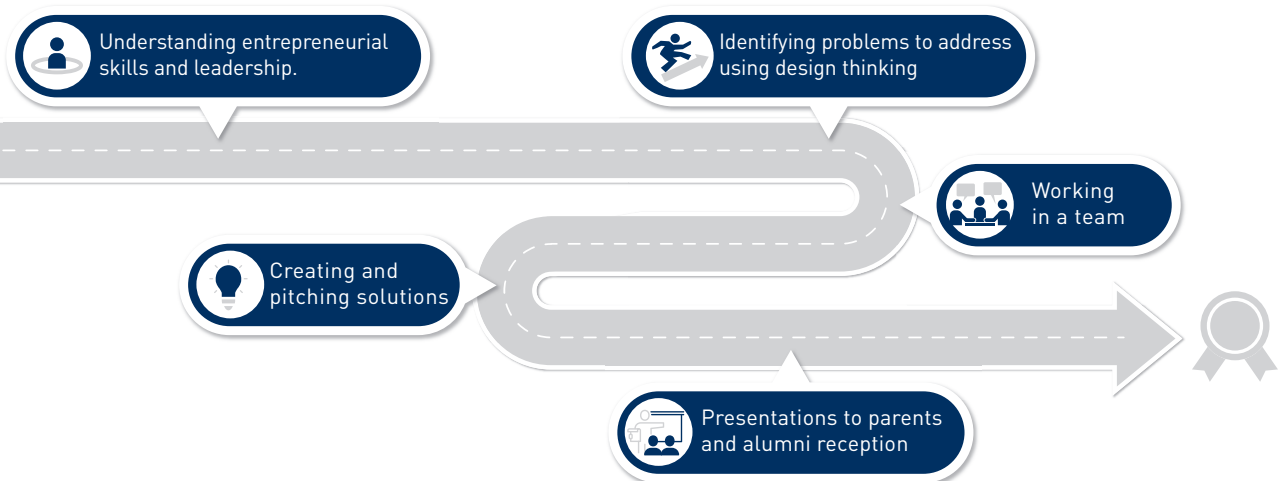 Understanding entrepreneurial
skills and leadership.
Identifying problems to address
using design thinking
Working
in a team
Creating and
pitching solutions
Presentations to parents
and alumni reception